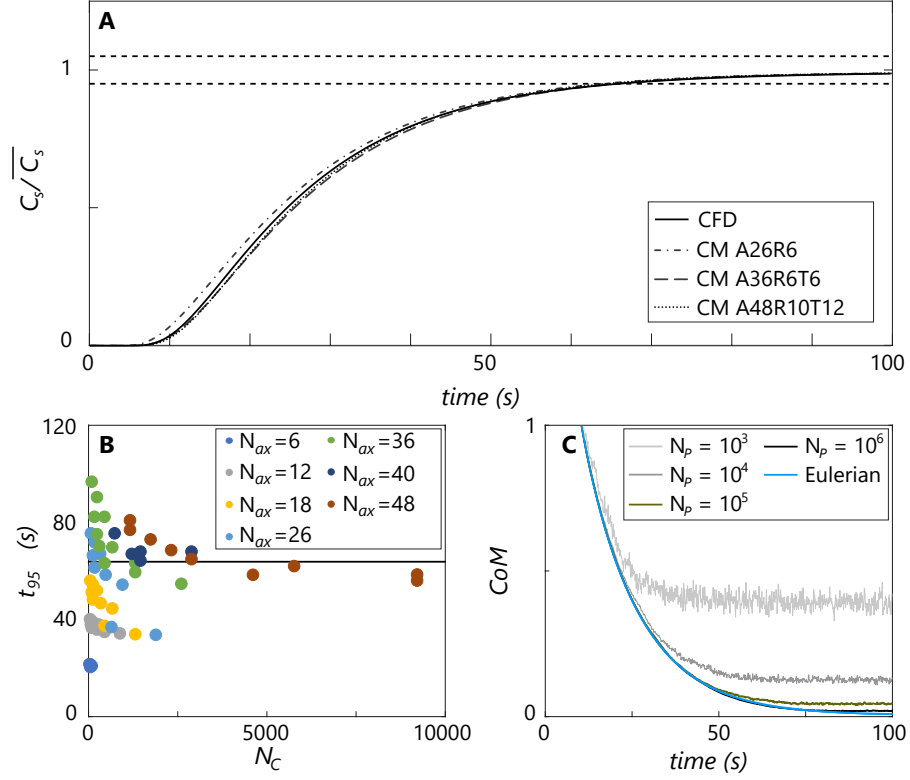 A
1
C_s / C̅_s
0
CFD
CM A26R6
CM A36R6T6
CM A48R10T12
0
50
100
time (s)
120
B
N_ax=6
N_ax=36
N_ax=12
N_ax=40
N_ax=18
N_ax=48
N_ax=26
80
t_95 (s)
40
0
0
5000
10000
N_C
1
C
N_P = 10^3
N_P = 10^6
N_P = 10^4
Eulerian
N_P = 10^5
CoM
0
50
100
time (s)